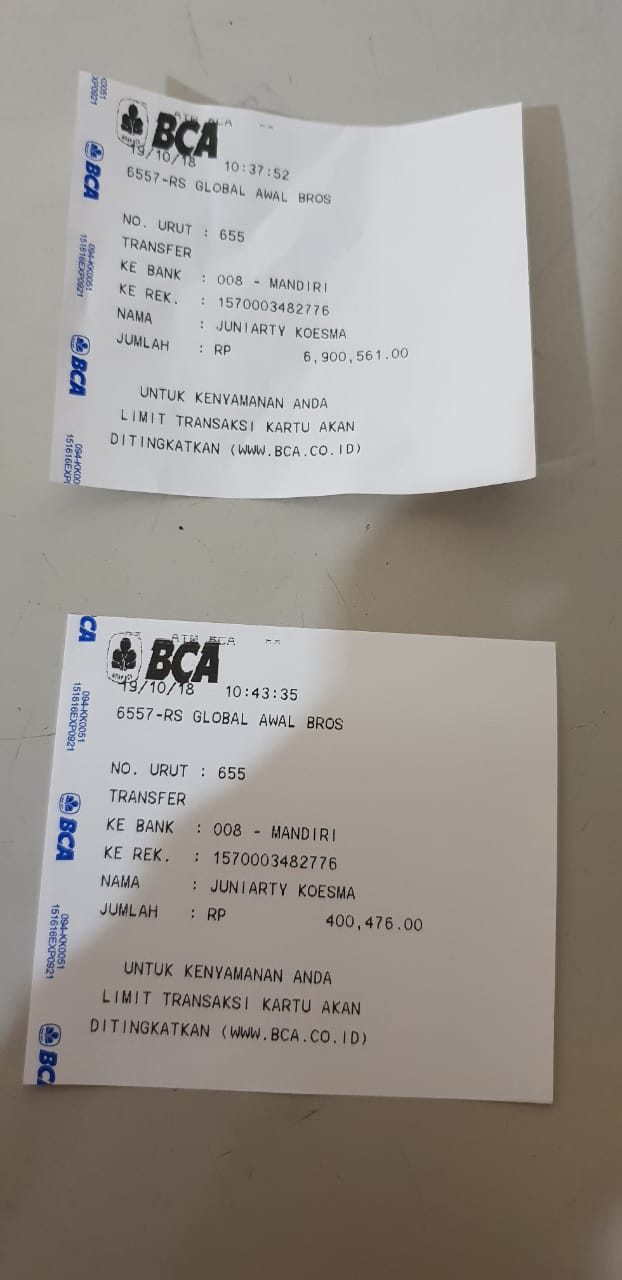 ATM BCA
BCA
19/10/18 10:37:52
6557-RS GLOBAL AWAL BROS
NO. URUT : 655
TRANSFER
KE BANK : 008 - MANDIRI
KE REK. : 1570003482776
NAMA : JUNIARTY KOESMA
JUMLAH : RP 6,900,561.00
UNTUK KENYAMANAN ANDA
LIMIT TRANSAKSI KARTU AKAN
DITINGKATKAN (WWW.BCA.CO.ID)
BCA
094-KK0051
151616EXP0921
BCA
ATM BCA
BCA
19/10/18 10:43:35
6557-RS GLOBAL AWAL BROS
NO. URUT : 655
TRANSFER
KE BANK : 008 - MANDIRI
KE REK. : 1570003482776
NAMA : JUNIARTY KOESMA
JUMLAH : RP 400,476.00
UNTUK KENYAMANAN ANDA
LIMIT TRANSAKSI KARTU AKAN
DITINGKATKAN (WWW.BCA.CO.ID)
CA
094-KK0051
151616EXP0921
BCA
094-KK0051
151616EXP0921
BC